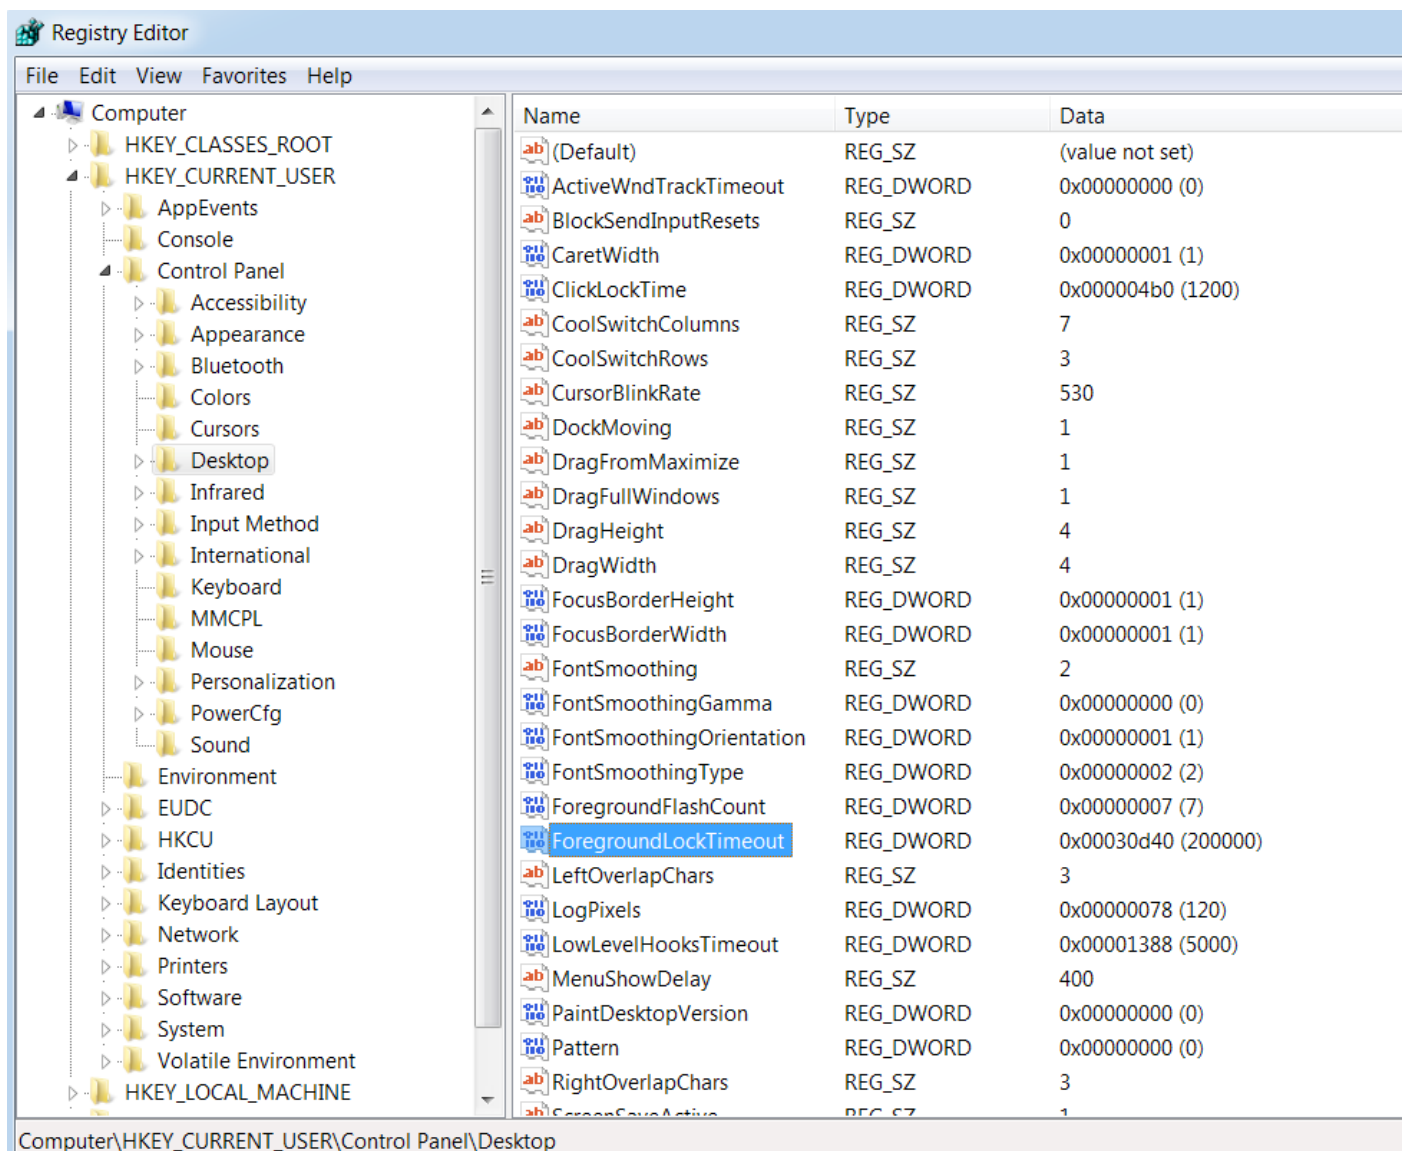 Registry Editor
File Edit View Favorites Help
Computer
HKEY_CLASSES_ROOT
HKEY_CURRENT_USER
AppEvents
Console
Control Panel
Accessibility
Appearance
Bluetooth
Colors
Cursors
Desktop
Infrared
Input Method
International
Keyboard
MMCPL
Mouse
Personalization
PowerCfg
Sound
Environment
EUDC
HKCU
Identities
Keyboard Layout
Network
Printers
Software
System
Volatile Environment
HKEY_LOCAL_MACHINE
Name Type Data
(Default) REG_SZ (value not set)
ActiveWndTrackTimeout REG_DWORD 0x00000000 (0)
BlockSendInputResets REG_SZ 0
CaretWidth REG_DWORD 0x00000001 (1)
ClickLockTime REG_DWORD 0x000004b0 (1200)
CoolSwitchColumns REG_SZ 7
CoolSwitchRows REG_SZ 3
CursorBlinkRate REG_SZ 530
DockMoving REG_SZ 1
DragFromMaximize REG_SZ 1
DragFullWindows REG_SZ 1
DragHeight REG_SZ 4
DragWidth REG_SZ 4
FocusBorderHeight REG_DWORD 0x00000001 (1)
FocusBorderWidth REG_DWORD 0x00000001 (1)
FontSmoothing REG_SZ 2
FontSmoothingGamma REG_DWORD 0x00000000 (0)
FontSmoothingOrientation REG_DWORD 0x00000001 (1)
FontSmoothingType REG_DWORD 0x00000002 (2)
ForegroundFlashCount REG_DWORD 0x00000007 (7)
ForegroundLockTimeout REG_DWORD 0x00030d40 (200000)
LeftOverlapChars REG_SZ 3
LogPixels REG_DWORD 0x00000078 (120)
LowLevelHooksTimeout REG_DWORD 0x00001388 (5000)
MenuShowDelay REG_SZ 400
PaintDesktopVersion REG_DWORD 0x00000000 (0)
Pattern REG_DWORD 0x00000000 (0)
RightOverlapChars REG_SZ 3
ScreenSaveActive REG_SZ 1
Computer\HKEY_CURRENT_USER\Control Panel\Desktop